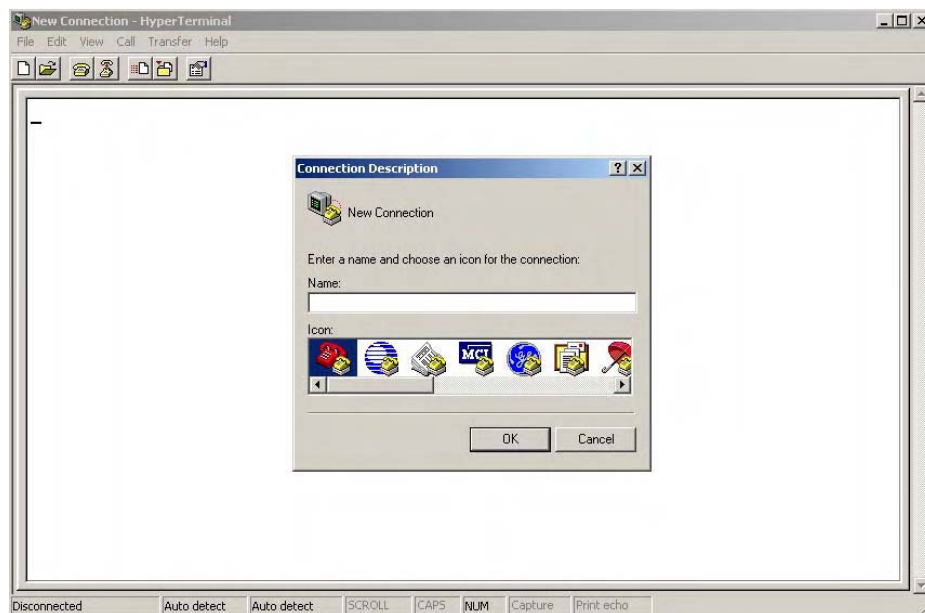 New Connection - HyperTerminal
File Edit View Call Transfer Help
Connection Description
New Connection
Enter a name and choose an icon for the connection:
Name:
Icon:
MCI
OK Cancel
Disconnected Auto detect Auto detect SCROLL CAPS NUM Capture Print echo